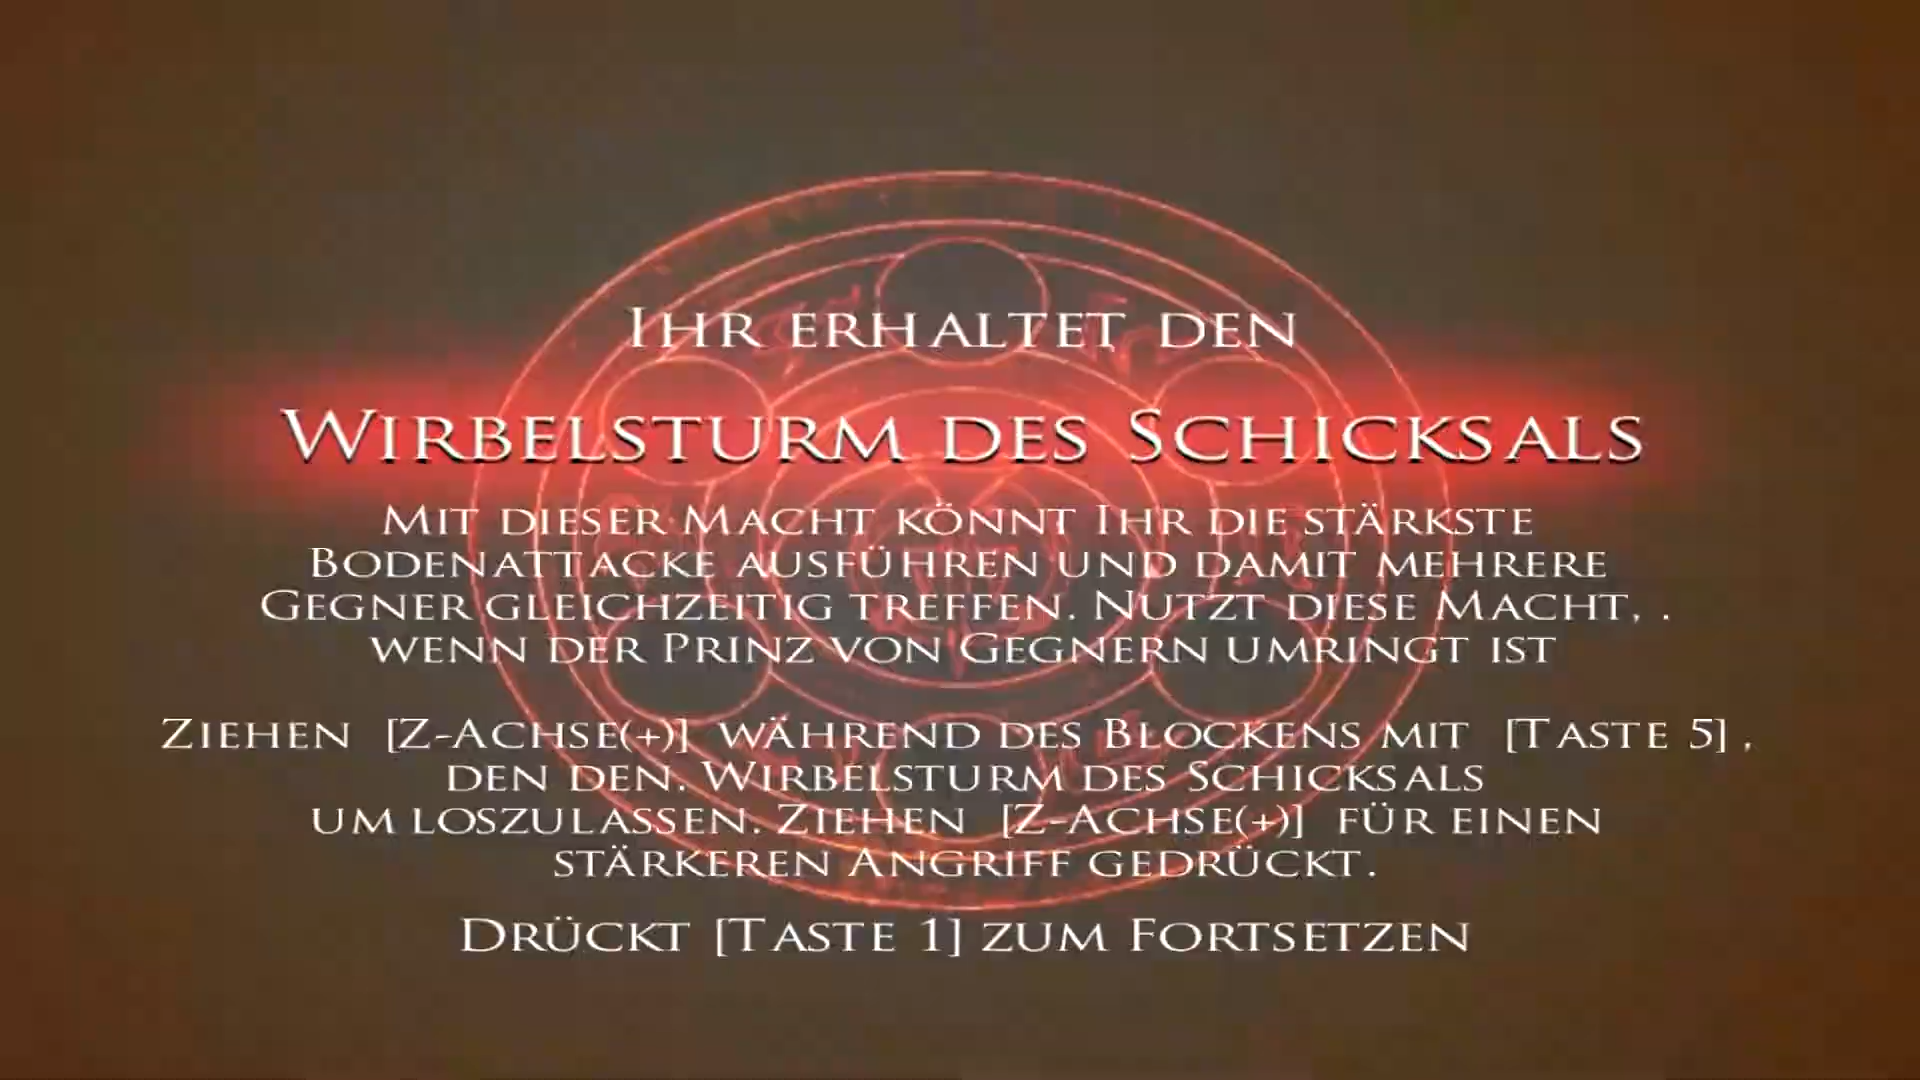 Ihr erhaltet den
Wirbelsturm des Schicksals
Mit dieser Macht könnt Ihr die stärkste
Bodenattacke ausführen und damit mehrere
Gegner gleichzeitig treffen. Nutzt diese Macht, .
wenn der Prinz von Gegnern umringt ist
Ziehen [Z-Achse(+)] während des Blockens mit [Taste 5] ,
den den. Wirbelsturm des Schicksals
um loszulassen. Ziehen [Z-Achse(+)] für einen
stärkeren Angriff gedrückt.
Drückt [Taste 1] zum Fortsetzen